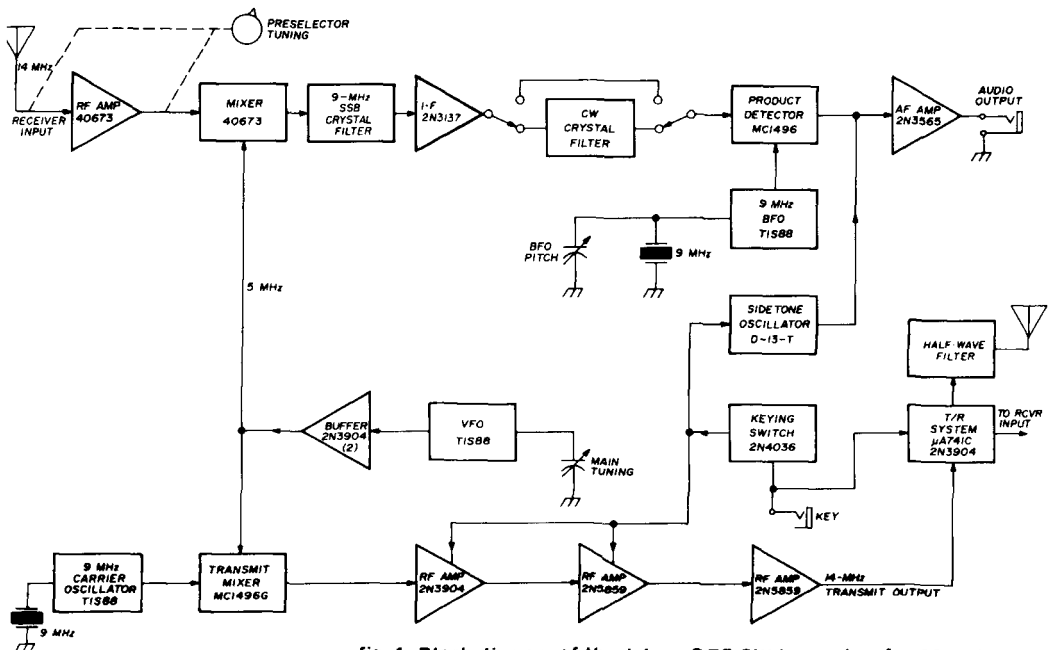 PRESELECTOR
TUNING
14 MHz
RF AMP
40673
RECEIVER
INPUT
MIXER
40673
9-MHz
SSB
CRYSTAL
FILTER
I-F
2N3137
CW
CRYSTAL
FILTER
PRODUCT
DETECTOR
MC1496
AF AMP
2N3565
AUDIO
OUTPUT
BFO
PITCH
9 MHz
9 MHz
BFO
TIS88
5 MHz
SIDETONE
OSCILLATOR
D-13-T
HALF-WAVE
FILTER
BUFFER
2N3904
(2)
VFO
TIS88
MAIN
TUNING
KEYING
SWITCH
2N4036
KEY
T/R
SYSTEM
µA741C
2N3904
TO RCVR
INPUT
9 MHz
CARRIER
OSCILLATOR
TIS88
9 MHz
TRANSMIT
MIXER
MC1496G
RF AMP
2N3904
RF AMP
2N5859
RF AMP
2N5859
14-MHz
TRANSMIT OUTPUT